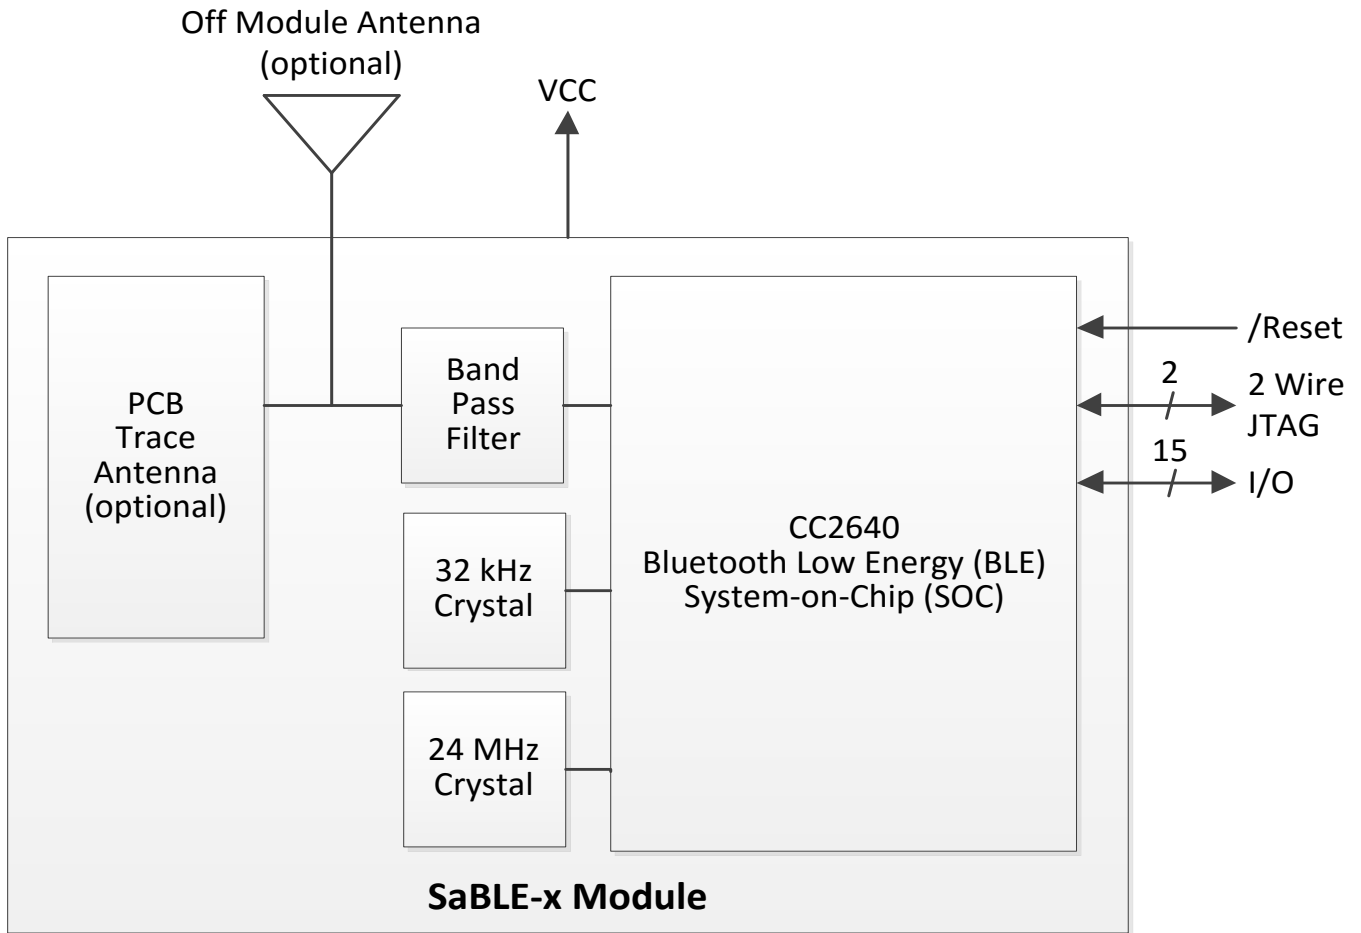 Off Module Antenna
(optional)
VCC
PCB
Trace
Antenna
(optional)
Band
Pass
Filter
32 kHz
Crystal
24 MHz
Crystal
CC2640
Bluetooth Low Energy (BLE)
System-on-Chip (SOC)
/Reset
2
2 Wire
JTAG
15
I/O
SaBLE-x Module